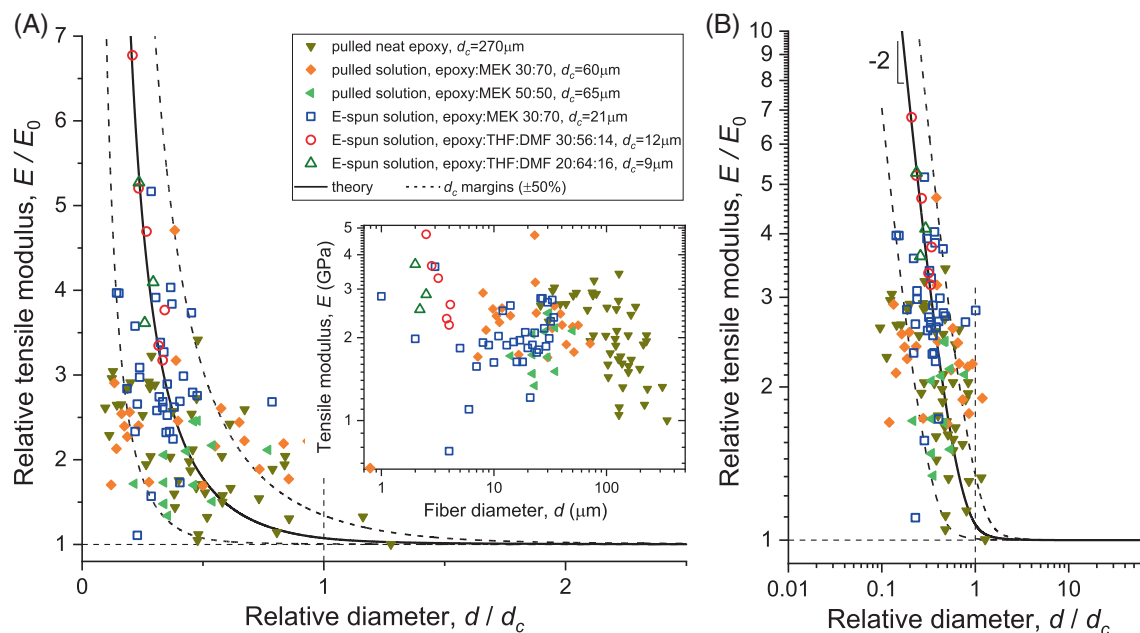 (A)
Relative tensile modulus, E / E0
7
6
5
4
3
2
1
0
1
2
Relative diameter, d / dc
pulled neat epoxy, dc=270μm
pulled solution, epoxy:MEK 30:70, dc=60μm
pulled solution, epoxy:MEK 50:50, dc=65μm
E-spun solution, epoxy:MEK 30:70, dc=21μm
E-spun solution, epoxy:THF:DMF 30:56:14, dc=12μm
E-spun solution, epoxy:THF:DMF 20:64:16, dc=9μm
theory dc margins (±50%)
Tensile modulus, E (GPa)
5
4
3
2
1
1 10 100
Fiber diameter, d (μm)
(B)
Relative tensile modulus, E / E0
10
9
8
7
6
5
4
3
2
1
-2
0.01 0.1 1 10
Relative diameter, d / dc